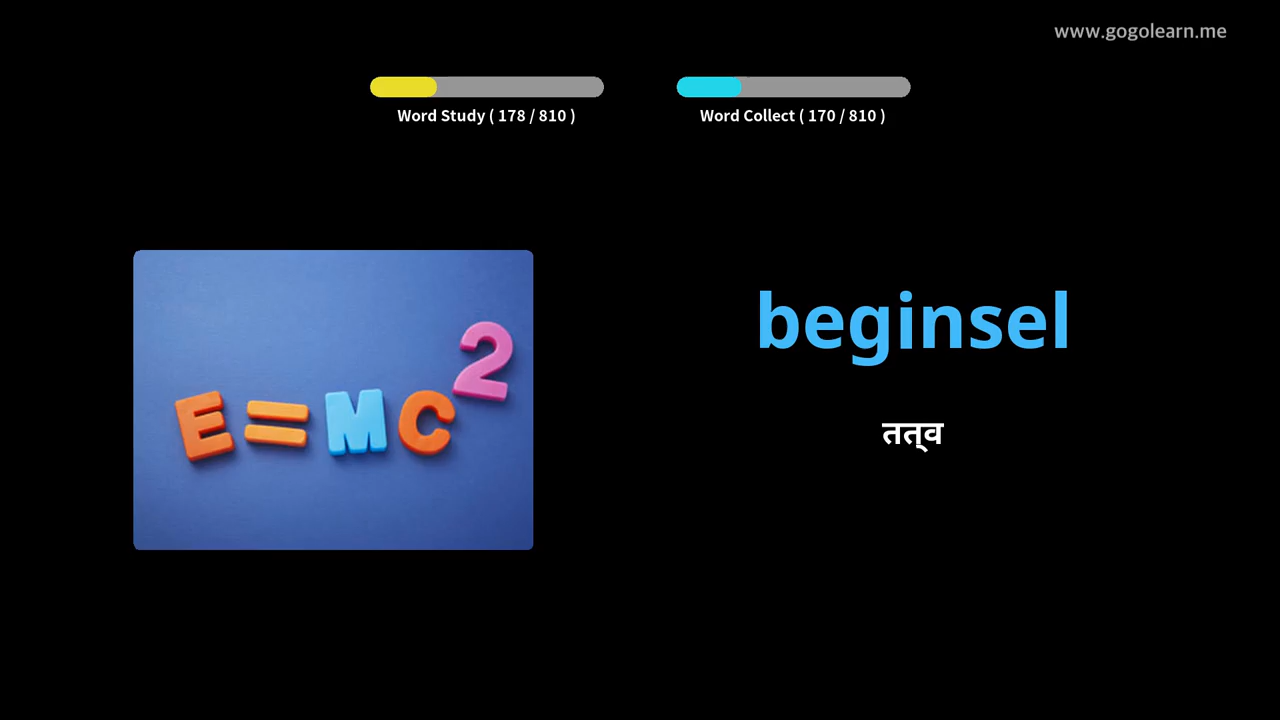 www.gogolearn.me
Word Study ( 178 / 810 )
Word Collect ( 170 / 810 )
E=MC²
beginsel
तत्व